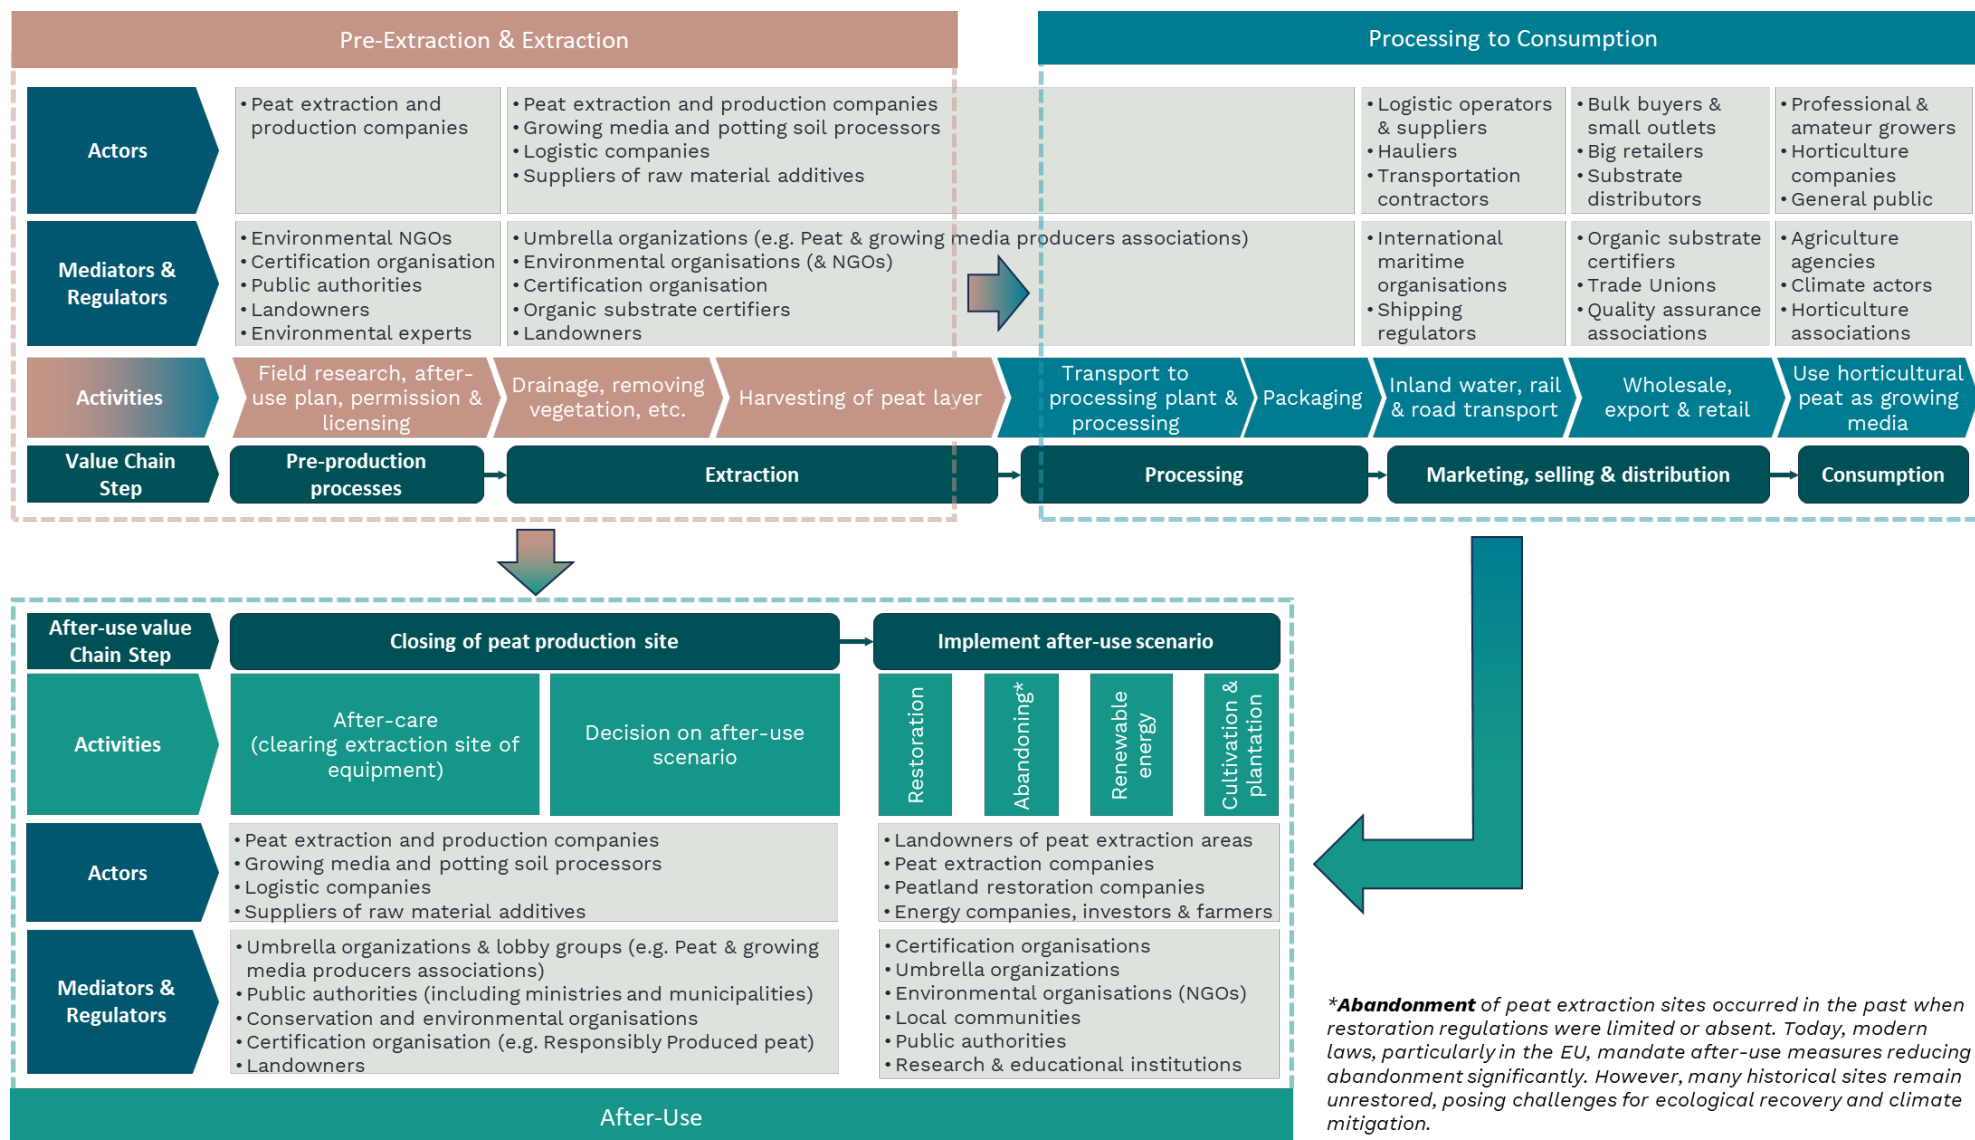 Pre-Extraction & Extraction
Processing to Consumption
Actors
• Peat extraction and
production companies
• Peat extraction and production companies
• Growing media and potting soil processors
• Logistic companies
• Suppliers of raw material additives
• Logistic operators
& suppliers
• Hauliers
• Transportation
contractors
• Bulk buyers &
small outlets
• Big retailers
• Substrate
distributors
• Professional &
amateur growers
• Horticulture
companies
• General public
Mediators &
Regulators
• Environmental NGOs
• Certification organisation
• Public authorities
• Landowners
• Environmental experts
• Umbrella organizations (e.g. Peat & growing media producers associations)
• Environmental organisations (& NGOs)
• Certification organisation
• Organic substrate certifiers
• Landowners
• International
maritime
organisations
• Shipping
regulators
• Organic substrate
certifiers
• Trade Unions
• Quality assurance
associations
• Agriculture
agencies
• Climate actors
• Horticulture
associations
Activities
Field research, after-
use plan, permission &
licensing
Drainage, removing
vegetation, etc.
Harvesting of peat layer
Transport to
processing plant &
processing
Packaging
Inland water, rail
& road transport
Wholesale,
export & retail
Use horticultural
peat as growing
media
Value Chain
Step
Pre-production
processes
Extraction
Processing
Marketing, selling & distribution
Consumption
After-use value
Chain Step
Closing of peat production site
Implement after-use scenario
Activities
After-care
(clearing extraction site of
equipment)
Decision on after-use
scenario
Restoration
Abandoning*
Renewable
energy
Cultivation &
plantation
Actors
• Peat extraction and production companies
• Growing media and potting soil processors
• Logistic companies
• Suppliers of raw material additives
• Landowners of peat extraction areas
• Peat extraction companies
• Peatland restoration companies
• Energy companies, investors & farmers
Mediators &
Regulators
• Umbrella organizations & lobby groups (e.g. Peat & growing
media producers associations)
• Public authorities (including ministries and municipalities)
• Conservation and environmental organisations
• Certification organisation (e.g. Responsibly Produced peat)
• Landowners
• Certification organisations
• Umbrella organizations
• Environmental organisations (NGOs)
• Local communities
• Public authorities
• Research & educational institutions
After-Use
*Abandonment of peat extraction sites occurred in the past when
restoration regulations were limited or absent. Today, modern
laws, particularly in the EU, mandate after-use measures reducing
abandonment significantly. However, many historical sites remain
unrestored, posing challenges for ecological recovery and climate
mitigation.